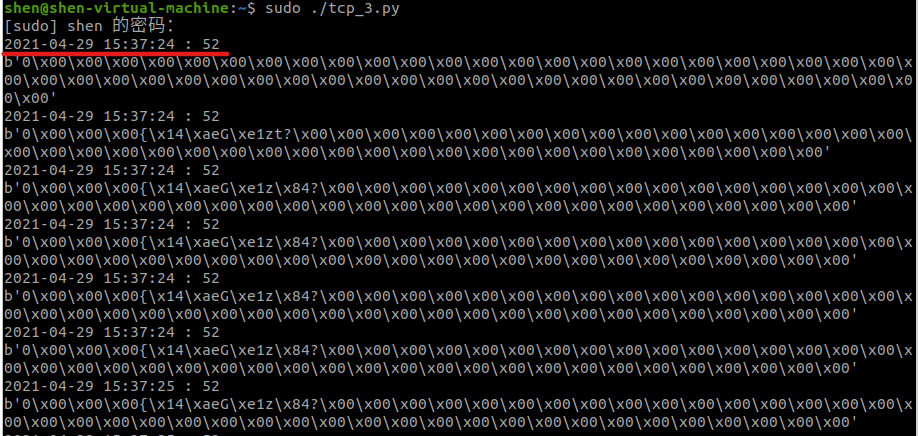 shen@shen-virtual-machine:~$ sudo ./tcp_3.py
[sudo] shen 的密码：
2021-04-29 15:37:24 : 52
b'0\x00\x00\x00\x00\x00\x00\x00\x00\x00\x00\x00\x00\x00\x00\x00\x00\x00\x00\x00\x00\x00\x00\x00\x00\x
00\x00\x00\x00\x00\x00\x00\x00\x00\x00\x00\x00\x00\x00\x00\x00\x00\x00\x00\x00\x00\x00\x00\x00\x00\x0
0\x00'
2021-04-29 15:37:24 : 52
b'0\x00\x00\x00{\x14\xaeG\xe1zt?\x00\x00\x00\x00\x00\x00\x00\x00\x00\x00\x00\x00\x00\x00\x00\x00\x00\
x00\x00\x00\x00\x00\x00\x00\x00\x00\x00\x00\x00\x00\x00\x00\x00\x00\x00\x00\x00\x00\x00'
2021-04-29 15:37:24 : 52
b'0\x00\x00\x00{\x14\xaeG\xe1z\x84?\x00\x00\x00\x00\x00\x00\x00\x00\x00\x00\x00\x00\x00\x00\x00\x00\x
00\x00\x00\x00\x00\x00\x00\x00\x00\x00\x00\x00\x00\x00\x00\x00\x00\x00\x00\x00\x00\x00\x00\x00'
2021-04-29 15:37:24 : 52
b'0\x00\x00\x00{\x14\xaeG\xe1z\x84?\x00\x00\x00\x00\x00\x00\x00\x00\x00\x00\x00\x00\x00\x00\x00\x00\x
00\x00\x00\x00\x00\x00\x00\x00\x00\x00\x00\x00\x00\x00\x00\x00\x00\x00\x00\x00\x00\x00\x00\x00'
2021-04-29 15:37:24 : 52
b'0\x00\x00\x00{\x14\xaeG\xe1z\x84?\x00\x00\x00\x00\x00\x00\x00\x00\x00\x00\x00\x00\x00\x00\x00\x00\x
00\x00\x00\x00\x00\x00\x00\x00\x00\x00\x00\x00\x00\x00\x00\x00\x00\x00\x00\x00\x00\x00\x00\x00'
2021-04-29 15:37:24 : 52
b'0\x00\x00\x00{\x14\xaeG\xe1z\x84?\x00\x00\x00\x00\x00\x00\x00\x00\x00\x00\x00\x00\x00\x00\x00\x00\x
00\x00\x00\x00\x00\x00\x00\x00\x00\x00\x00\x00\x00\x00\x00\x00\x00\x00\x00\x00\x00\x00\x00\x00'
2021-04-29 15:37:25 : 52
b'0\x00\x00\x00{\x14\xaeG\xe1z\x84?\x00\x00\x00\x00\x00\x00\x00\x00\x00\x00\x00\x00\x00\x00\x00\x00\x
00\x00\x00\x00\x00\x00\x00\x00\x00\x00\x00\x00\x00\x00\x00\x00\x00\x00\x00\x00\x00\x00\x00\x00'